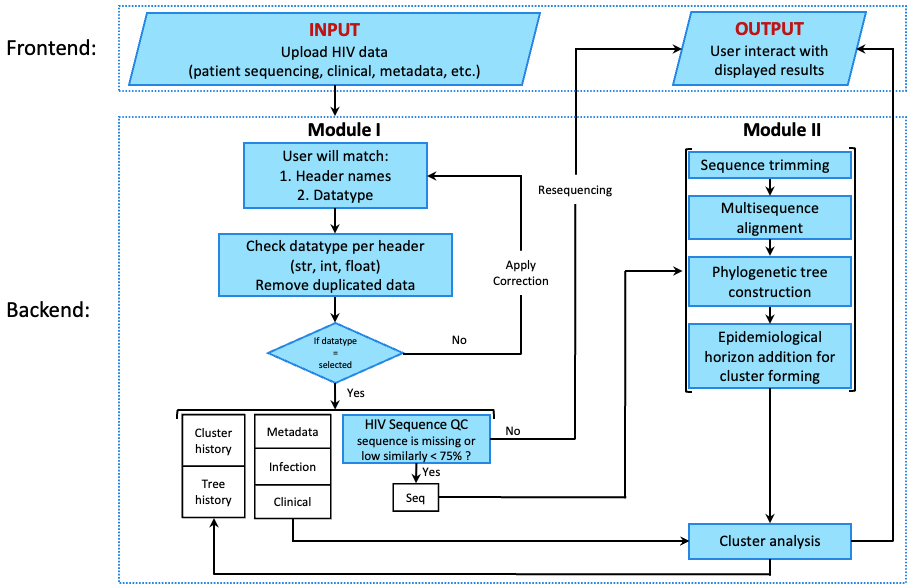 Frontend:
INPUT
Upload HIV data
(patient sequencing, clinical, metadata, etc.)
OUTPUT
User interact with
displayed results
Backend:
Module I
User will match:
1. Header names
2. Datatype
Check datatype per header
(str, int, float)
Remove duplicated data
If datatype
=
selected
No
Apply
Correction
Yes
Cluster
history
Tree
history
Metadata
Infection
Clinical
HIV Sequence QC
sequence is missing or
low similarly < 75% ?
No
Yes
Seq
Resequencing
Module II
Sequence trimming
Multisequence
alignment
Phylogenetic tree
construction
Epidemiological
horizon addition for
cluster forming
Cluster analysis